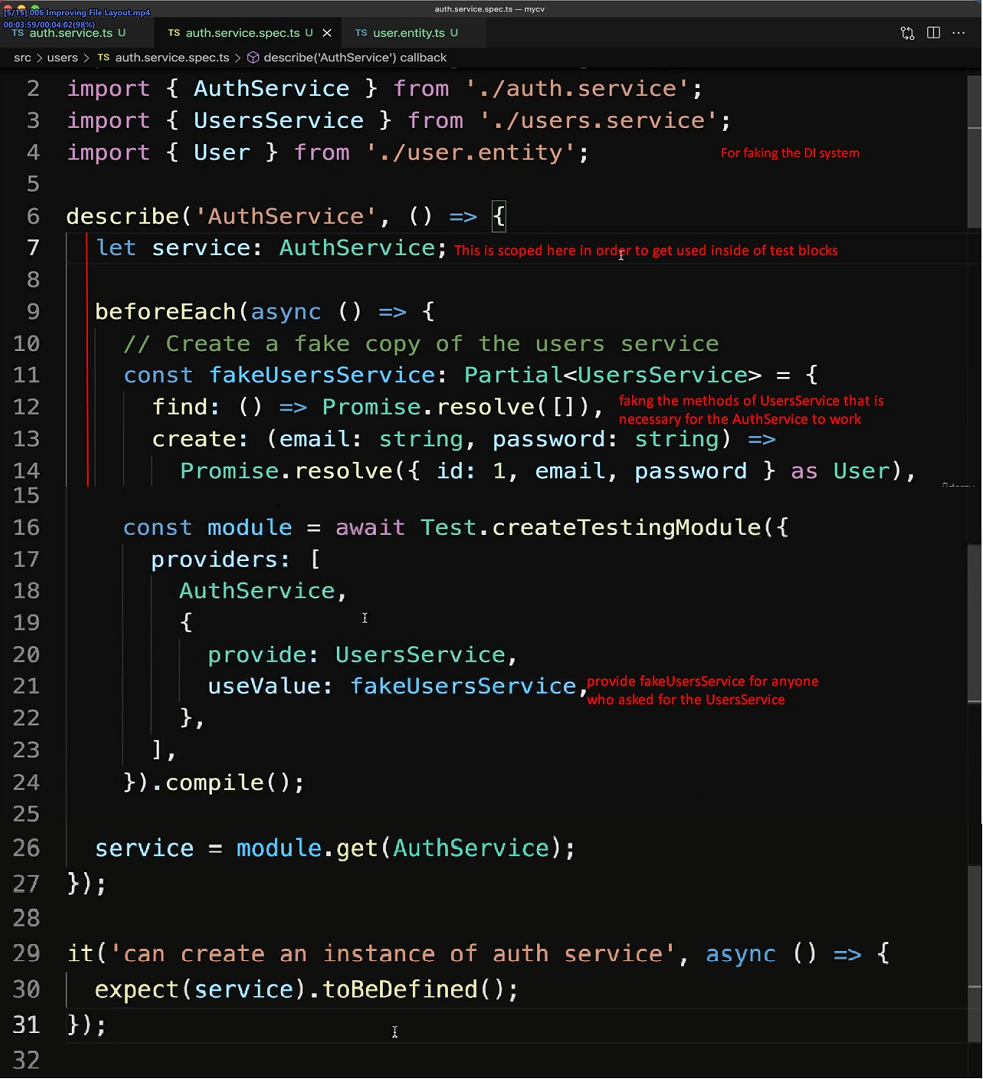 auth.service.spec.ts — mycv
[5/15] 006 Improving File Layout.mp4
00:03:59/00:04:02(98%)
TS auth.service.ts U TS auth.service.spec.ts U × TS user.entity.ts U ···
src > users > TS auth.service.spec.ts > describe('AuthService') callback
2 import { AuthService } from './auth.service';
3 import { UsersService } from './users.service';
4 import { User } from './user.entity'; For faking the DI system
5
6 describe('AuthService', () => {
7 let service: AuthService; This is scoped here in order to get used inside of test blocks
8
9 beforeEach(async () => {
10 // Create a fake copy of the users service
11 const fakeUsersService: Partial<UsersService> = {
12 find: () => Promise.resolve([]), fakng the methods of UsersService that is
necessary for the AuthService to work
13 create: (email: string, password: string) =>
14 Promise.resolve({ id: 1, email, password } as User),
15
16 const module = await Test.createTestingModule({
17 providers: [
18 AuthService,
19 {
20 provide: UsersService,
21 useValue: fakeUsersService, provide fakeUsersService for anyone
who asked for the UsersService
22 },
23 ],
24 }).compile();
25
26 service = module.get(AuthService);
27 });
28
29 it('can create an instance of auth service', async () => {
30 expect(service).toBeDefined();
31 });
32